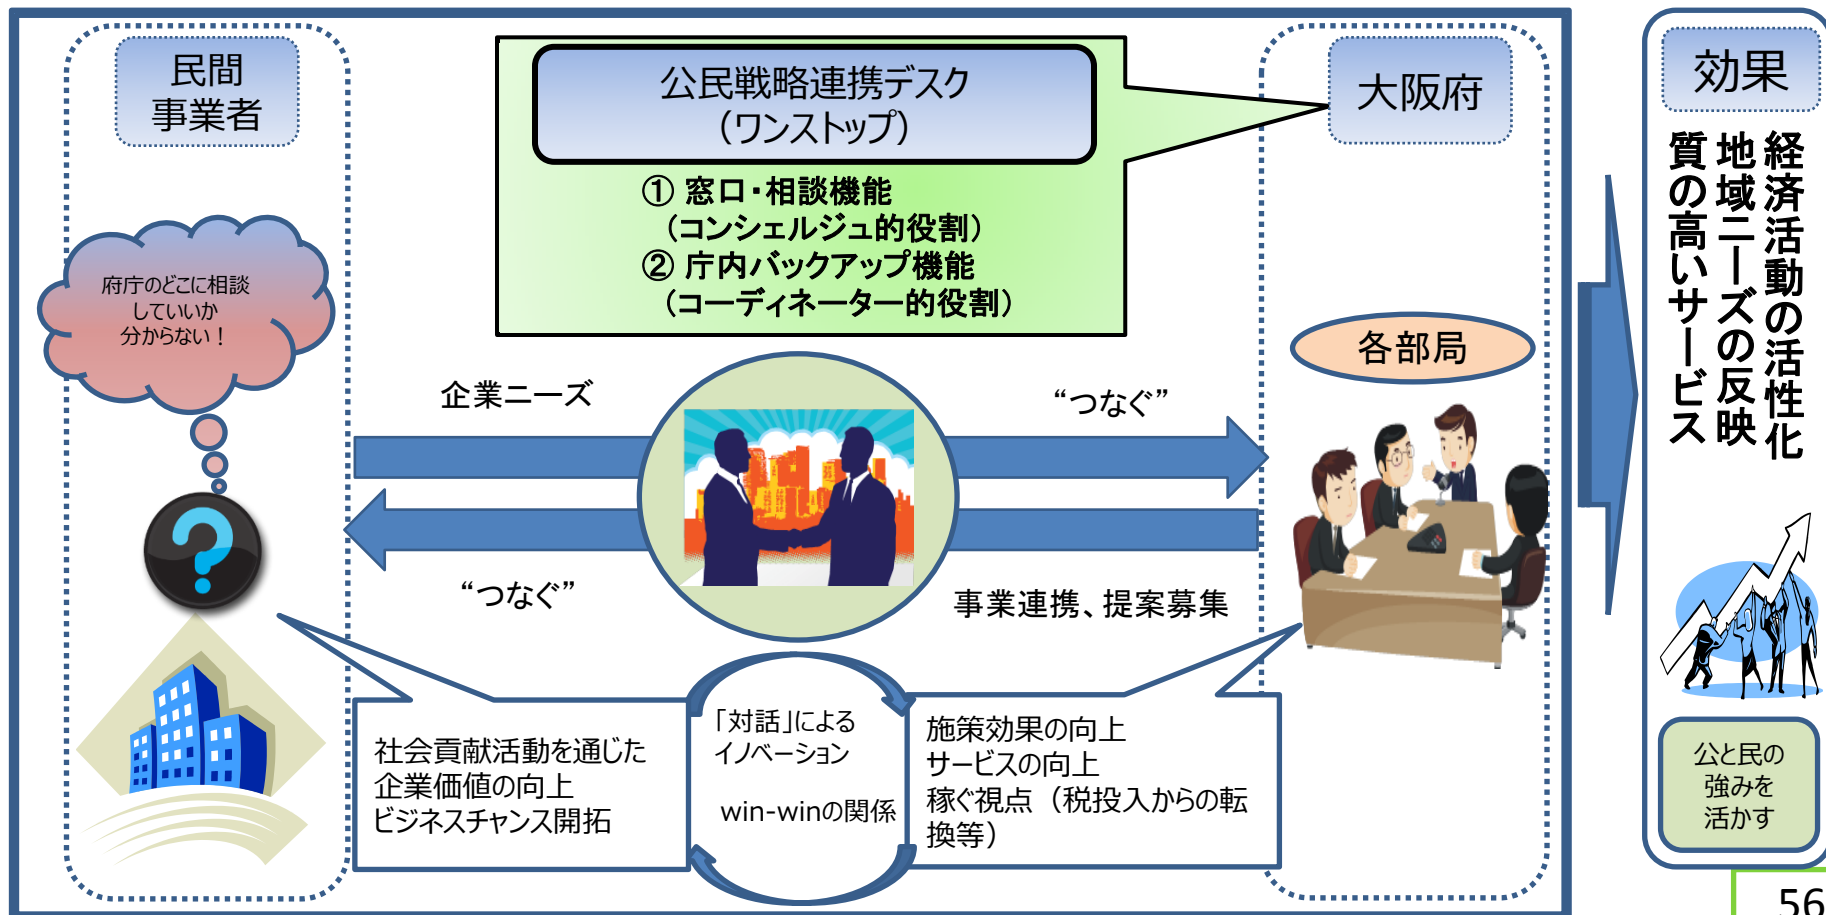 民間
事業者
公民戦略連携デスク
（ワンストップ）
① 窓口・相談機能
（コンシェルジュ的役割）
② 庁内バックアップ機能
（コーディネーター的役割）
大阪府
府庁のどこに相談
していいか
分からない！
各部局
企業ニーズ
“つなぐ”
“つなぐ”
事業連携、提案募集
社会貢献活動を通じた
企業価値の向上
ビジネスチャンス開拓
「対話」による
イノベーション
win-winの関係
施策効果の向上
サービスの向上
稼ぐ視点（税投入からの転
換等）
効果
経済活動の活性化
地域ニーズの反映
質の高いサービス
公と民の
強みを
活かす
56